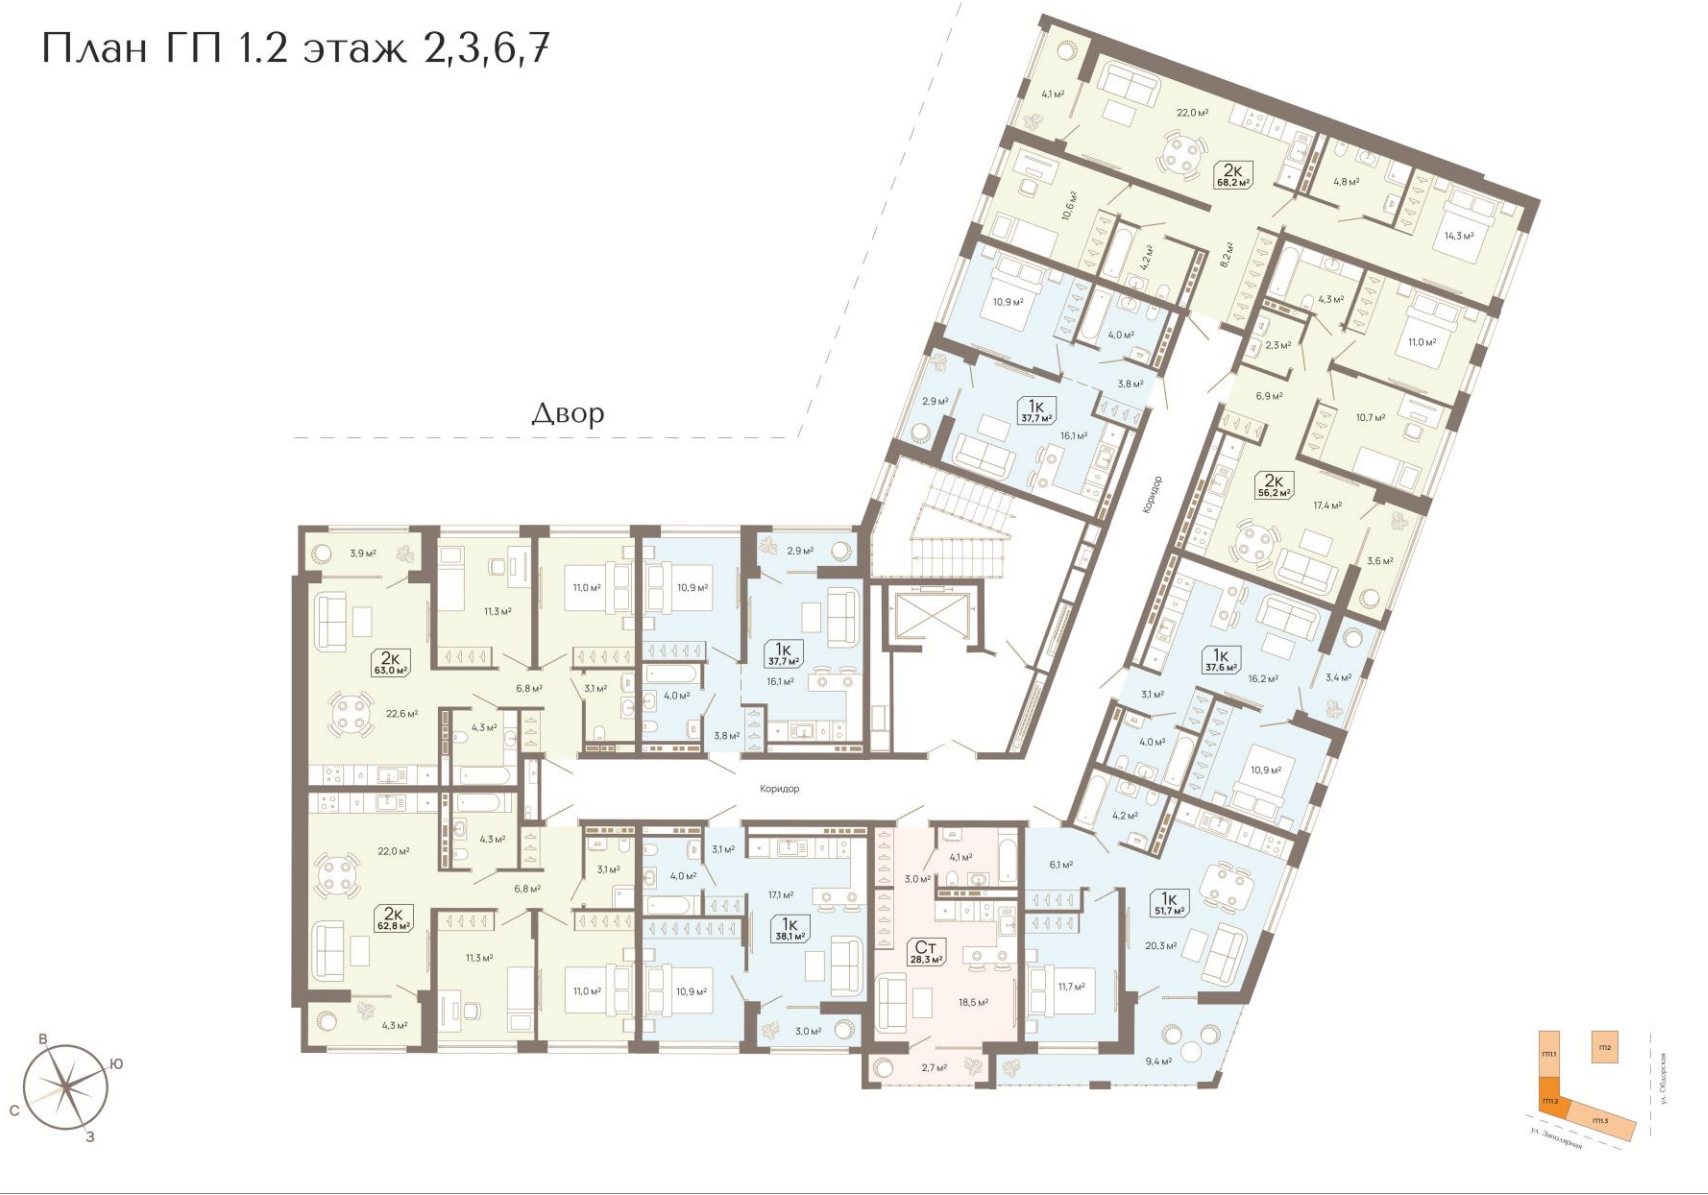 План ГП 1.2 этаж 2,3,6,7
Двор
4,1 м²
22,0 м²
2К
68,2 м²
4,8 м²
14,3 м²
10,6 м²
4,2 м²
8,2 м²
10,9 м²
4,0 м²
3,8 м²
2,9 м²
1К
37,7 м²
16,1 м²
4,3 м²
2,3 м²
11,0 м²
6,9 м²
10,7 м²
2К
56,2 м²
17,4 м²
3,6 м²
Коридор
3,9 м²
11,3 м²
11,0 м²
2К
63,0 м²
22,6 м²
6,8 м²
3,1 м²
4,3 м²
10,9 м²
2,9 м²
1К
37,7 м²
16,1 м²
4,0 м²
3,8 м²
1К
37,6 м²
16,2 м²
3,4 м²
3,1 м²
4,0 м²
10,9 м²
Коридор
22,0 м²
4,3 м²
6,8 м²
3,1 м²
2К
62,8 м²
11,3 м²
11,0 м²
4,3 м²
3,1 м²
4,0 м²
17,1 м²
1К
38,1 м²
10,9 м²
3,0 м²
4,1 м²
3,0 м²
Ст
28,3 м²
18,5 м²
2,7 м²
4,2 м²
6,1 м²
1К
51,7 м²
20,3 м²
11,7 м²
9,4 м²
В
Ю
С
З
ГП1.1
ГП2
ГП1.2
ГП1.3
ул. Обдорская
ул. Заполярная